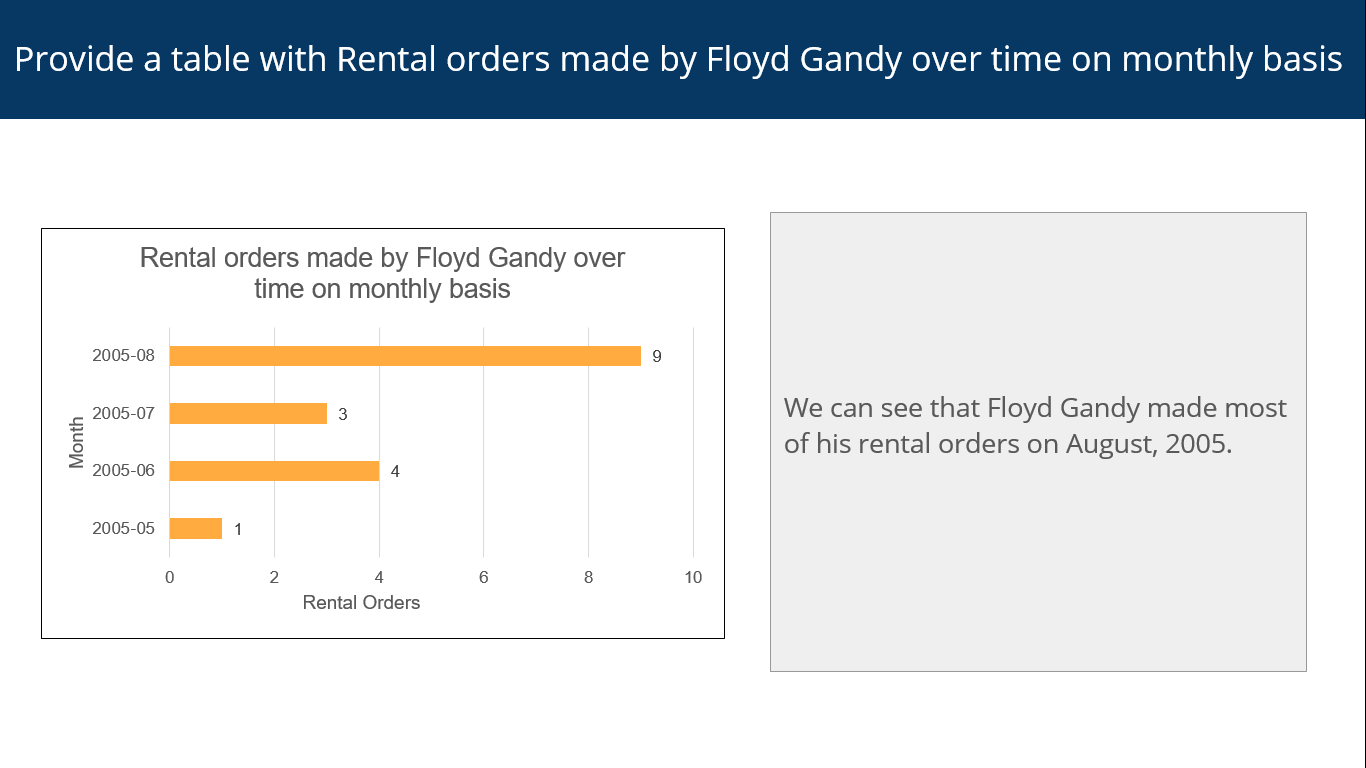 Provide a table with Rental orders made by Floyd Gandy over time on monthly basis
Rental orders made by Floyd Gandy over
time on monthly basis
Month
2005-08 9
2005-07 3
2005-06 4
2005-05 1
0 2 4 6 8 10
Rental Orders
We can see that Floyd Gandy made most
of his rental orders on August, 2005.